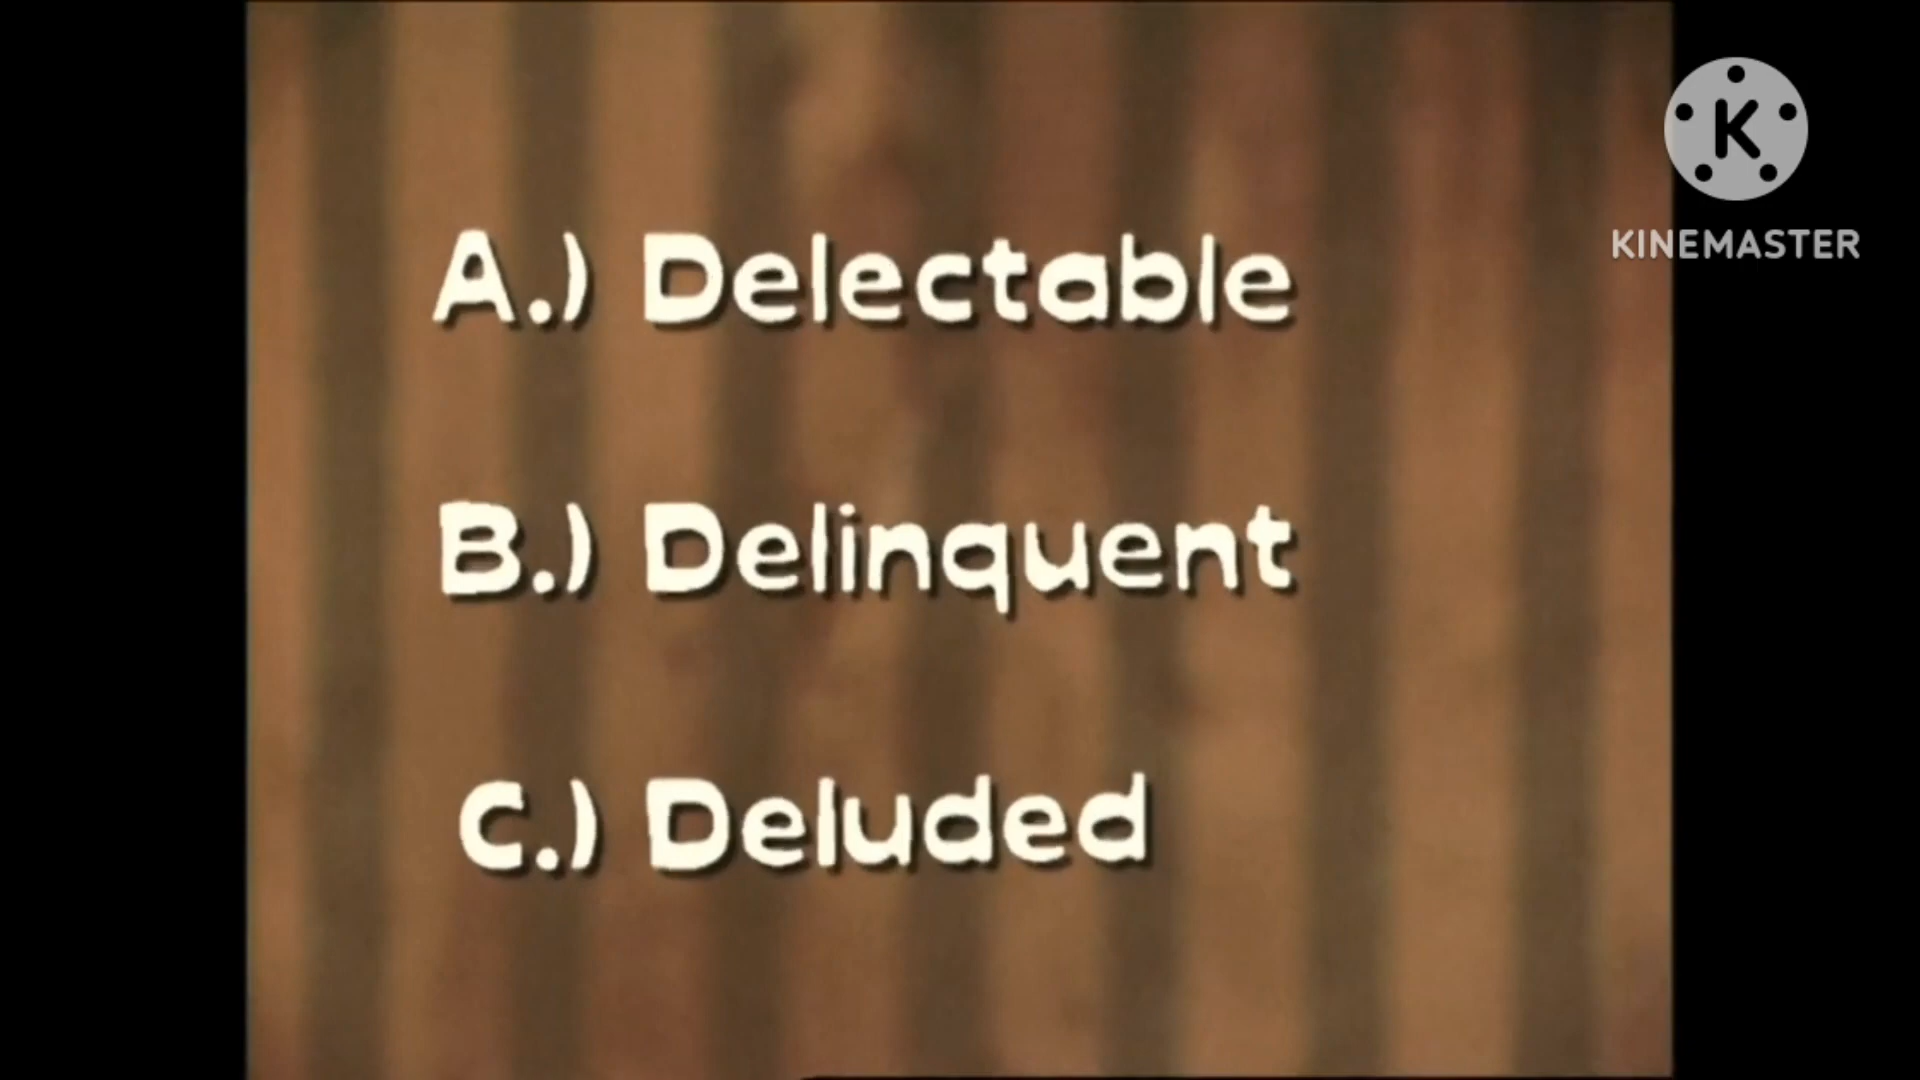 K
KINEMASTER
A.) Delectable
B.) Delinquent
C.) Deluded